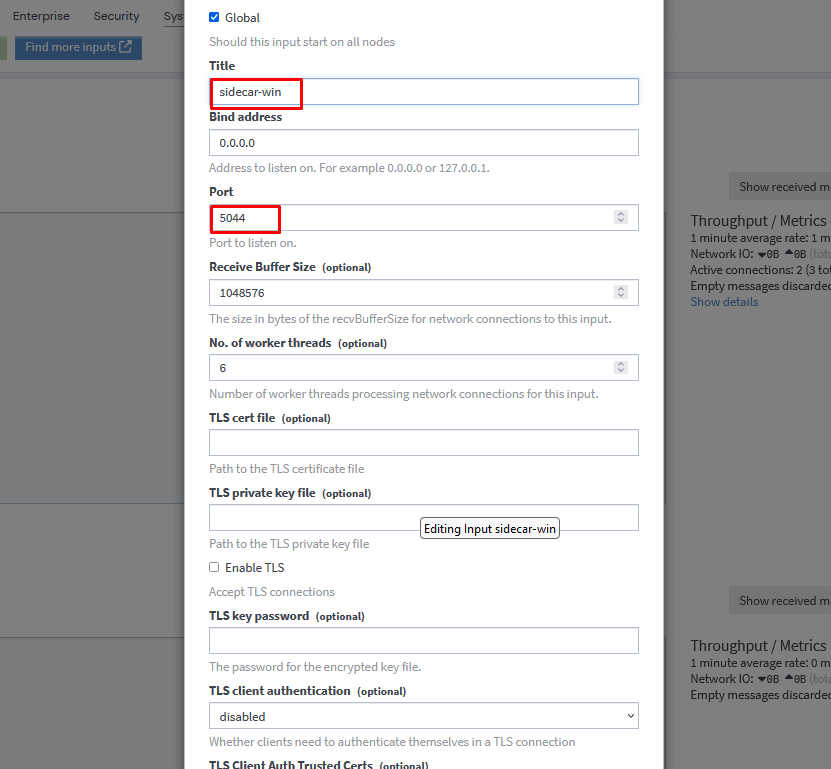 Enterprise Security Sys
Find more inputs
Global
Should this input start on all nodes
Title
sidecar-win
Bind address
0.0.0.0
Address to listen on. For example 0.0.0.0 or 127.0.0.1.
Port
5044
Port to listen on.
Receive Buffer Size (optional)
1048576
The size in bytes of the recvBufferSize for network connections to this input.
No. of worker threads (optional)
6
Number of worker threads processing network connections for this input.
TLS cert file (optional)
Path to the TLS certificate file
TLS private key file (optional)
Editing Input sidecar-win
Path to the TLS private key file
Enable TLS
Accept TLS connections
TLS key password (optional)
The password for the encrypted key file.
TLS client authentication (optional)
disabled
Whether clients need to authenticate themselves in a TLS connection
TLS Client Auth Trusted Certs (optional)
Show received m
Throughput / Metrics
1 minute average rate: 1 m
Network IO: 0B 0B (tota
Active connections: 2 (3 tot
Empty messages discarded
Show details
Show received m
Throughput / Metrics
1 minute average rate: 0 m
Network IO: 0B 0B (tota
Empty messages discarded